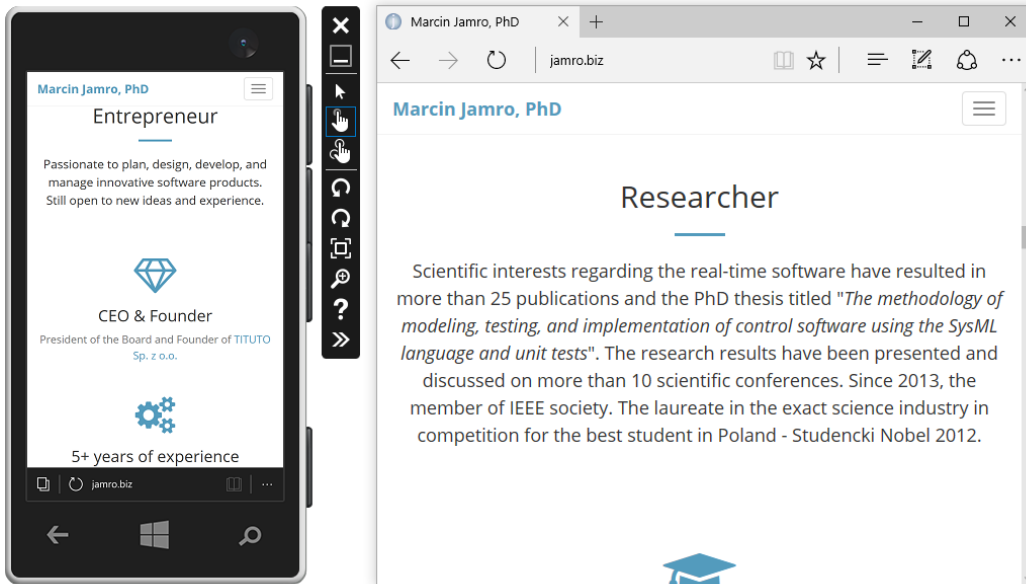 Marcin Jamro, PhD
Entrepreneur
Passionate to plan, design, develop, and
manage innovative software products.
Still open to new ideas and experience.
CEO & Founder
President of the Board and Founder of TITUTO
Sp. z o.o.
5+ years of experience
jamro.biz
Marcin Jamro, PhD
jamro.biz
Marcin Jamro, PhD
Researcher
Scientific interests regarding the real-time software have resulted in
more than 25 publications and the PhD thesis titled "The methodology of
modeling, testing, and implementation of control software using the SysML
language and unit tests". The research results have been presented and
discussed on more than 10 scientific conferences. Since 2013, the
member of IEEE society. The laureate in the exact science industry in
competition for the best student in Poland - Studencki Nobel 2012.